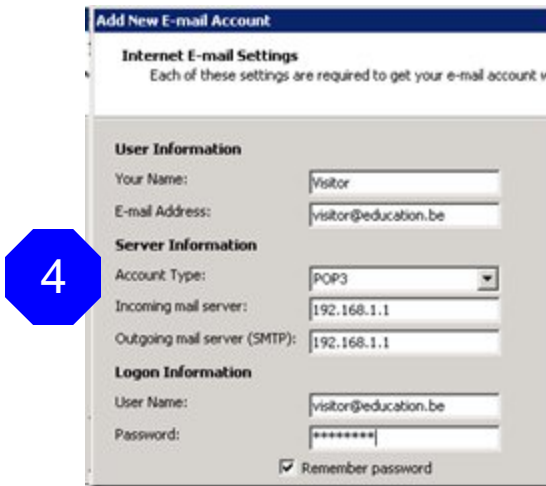 Add New E-mail Account
Internet E-mail Settings
Each of these settings are required to get your e-mail account
User Information
Your Name: Visitor
E-mail Address: visitor@education.be
Server Information
4
Account Type: POP3
Incoming mail server: 192.168.1.1
Outgoing mail server (SMTP): 192.168.1.1
Logon Information
User Name: visitor@education.be
Password: ********
Remember password